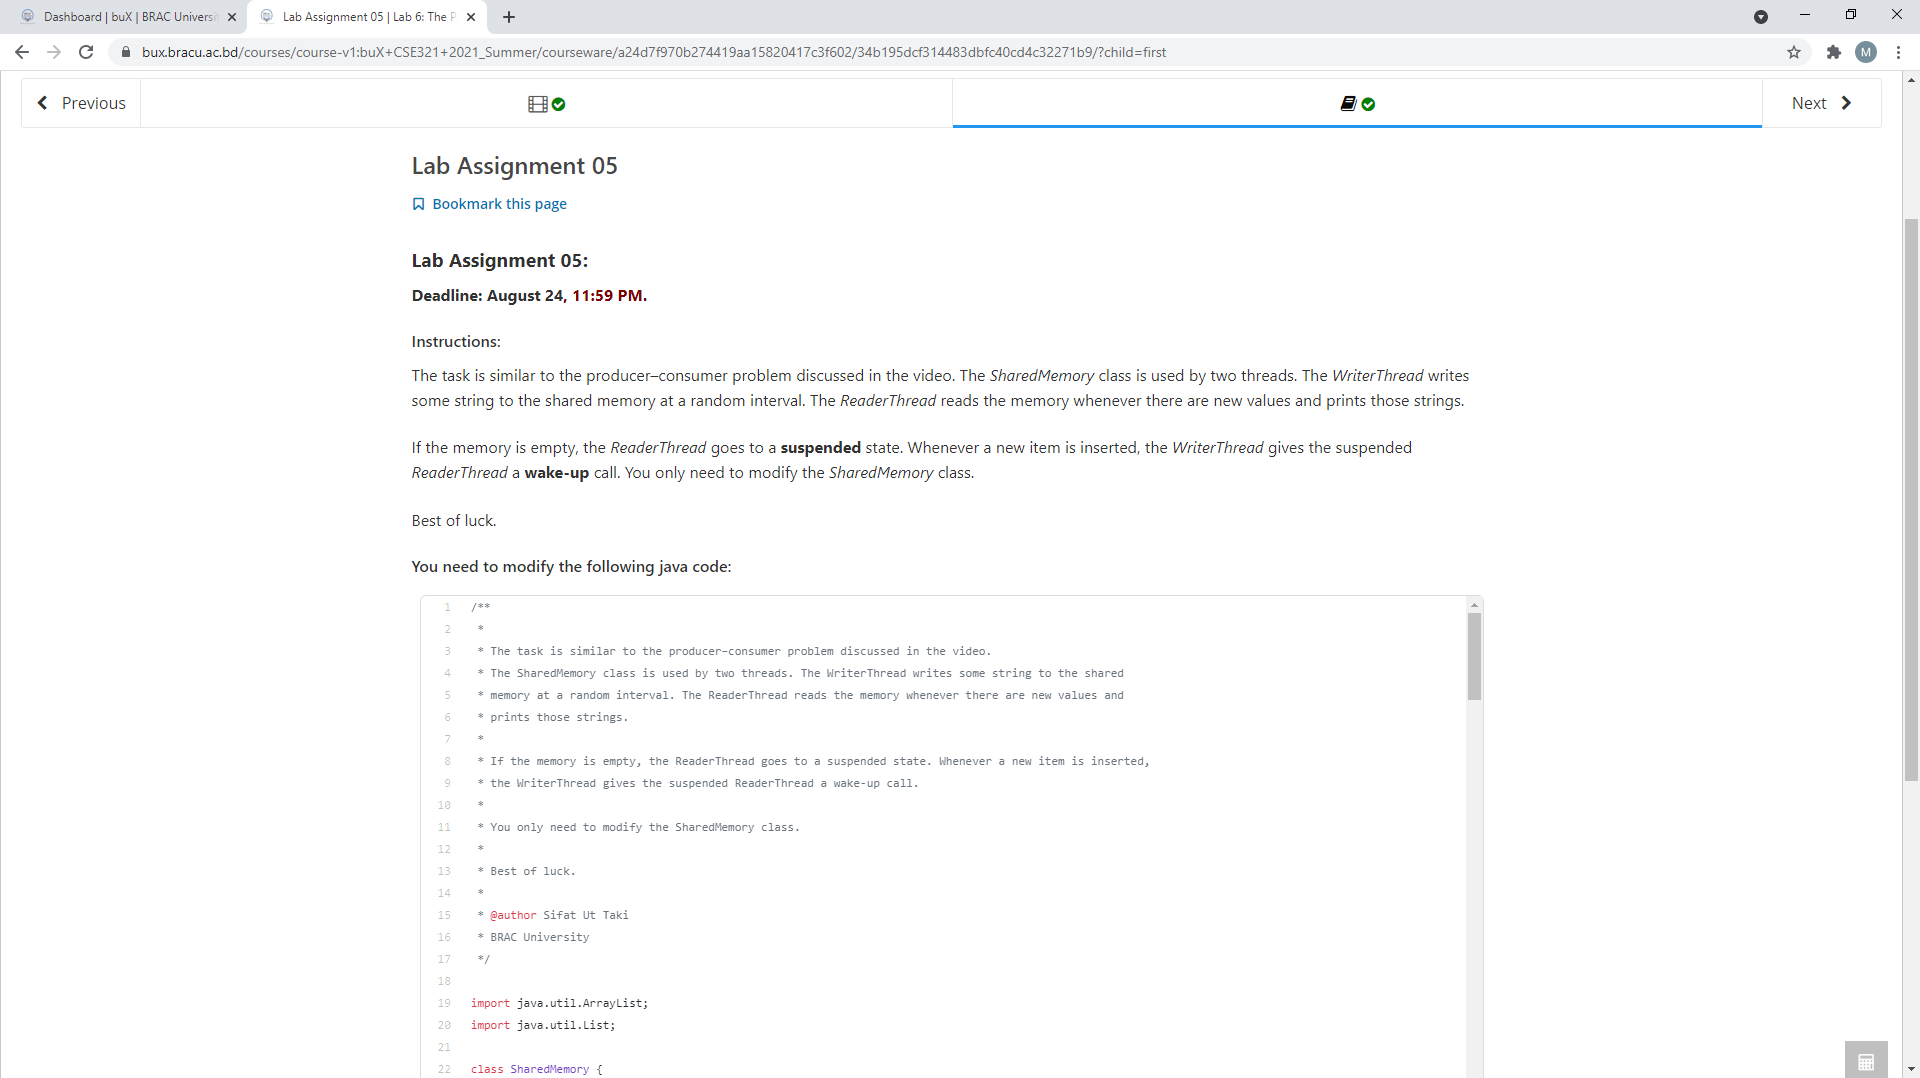 Dashboard | buX | BRAC Universit
Lab Assignment 05 | Lab 6: The P
bux.bracu.ac.bd/courses/course-v1:buX+CSE321+2021_Summer/courseware/a24d7f970b274419aa15820417c3f602/34b195dcf314483dbfc40cd4c32271b9/?child=first
M
Previous
Next
Lab Assignment 05
Bookmark this page
Lab Assignment 05:
Deadline: August 24, 11:59 PM.
Instructions:
The task is similar to the producer–consumer problem discussed in the video. The SharedMemory class is used by two threads. The WriterThread writes
some string to the shared memory at a random interval. The ReaderThread reads the memory whenever there are new values and prints those strings.
If the memory is empty, the ReaderThread goes to a suspended state. Whenever a new item is inserted, the WriterThread gives the suspended
ReaderThread a wake-up call. You only need to modify the SharedMemory class.
Best of luck.
You need to modify the following java code:
1 /**
2 *
3 * The task is similar to the producer–consumer problem discussed in the video.
4 * The SharedMemory class is used by two threads. The WriterThread writes some string to the shared
5 * memory at a random interval. The ReaderThread reads the memory whenever there are new values and
6 * prints those strings.
7 *
8 * If the memory is empty, the ReaderThread goes to a suspended state. Whenever a new item is inserted,
9 * the WriterThread gives the suspended ReaderThread a wake-up call.
10 *
11 * You only need to modify the SharedMemory class.
12 *
13 * Best of luck.
14 *
15 * @author Sifat Ut Taki
16 * BRAC University
17 */
18
19 import java.util.ArrayList;
20 import java.util.List;
21
22 class SharedMemory {